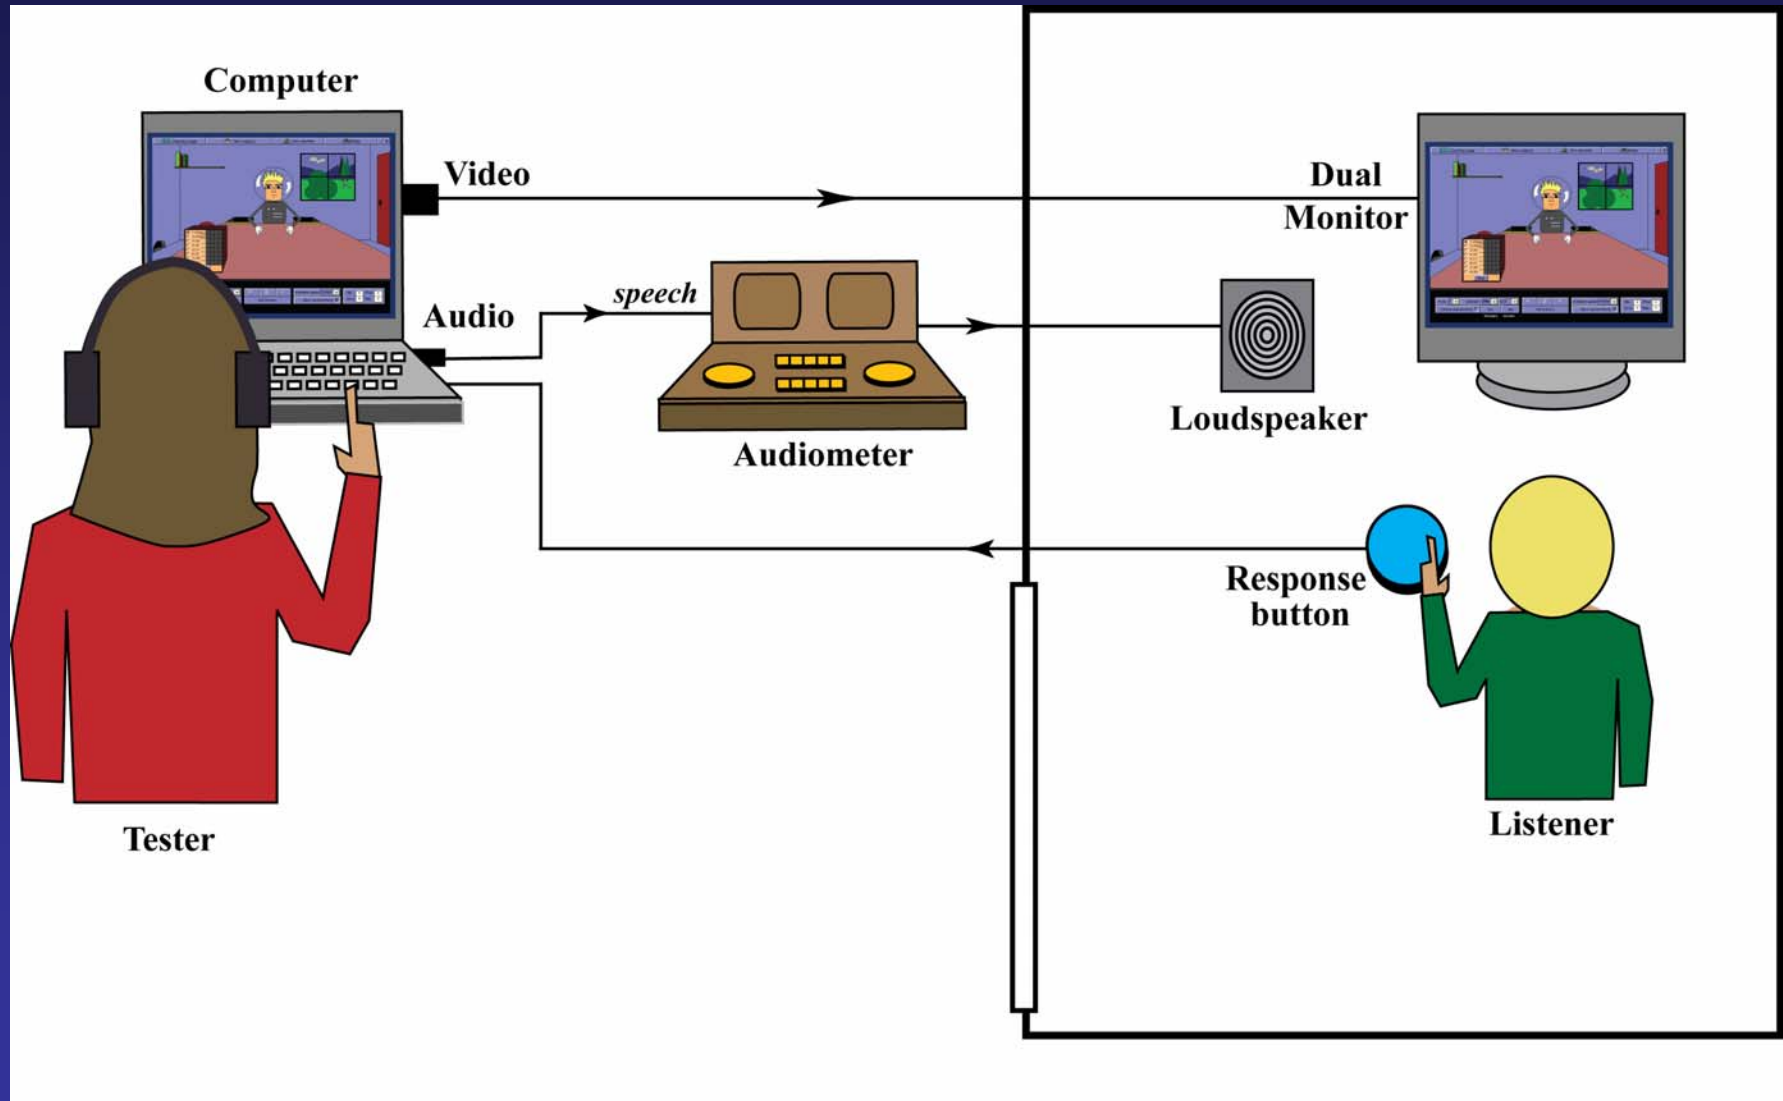 Computer
Video
Dual
Monitor
speech
Audio
Loudspeaker
Audiometer
Response
button
Tester
Listener